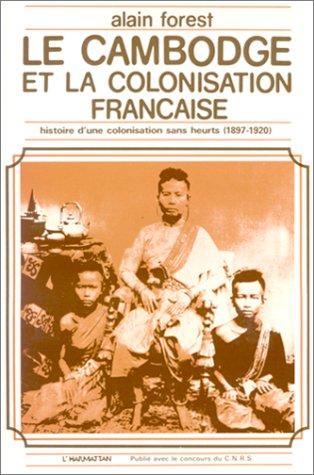 alain forest
LE CAMBODGE
ET LA COLONISATION
FRANCAISE
histoire d'une colonisation sans heurts (1897-1920)
L'HARMATTAN
Publié avec le concours du C.N.R.S.